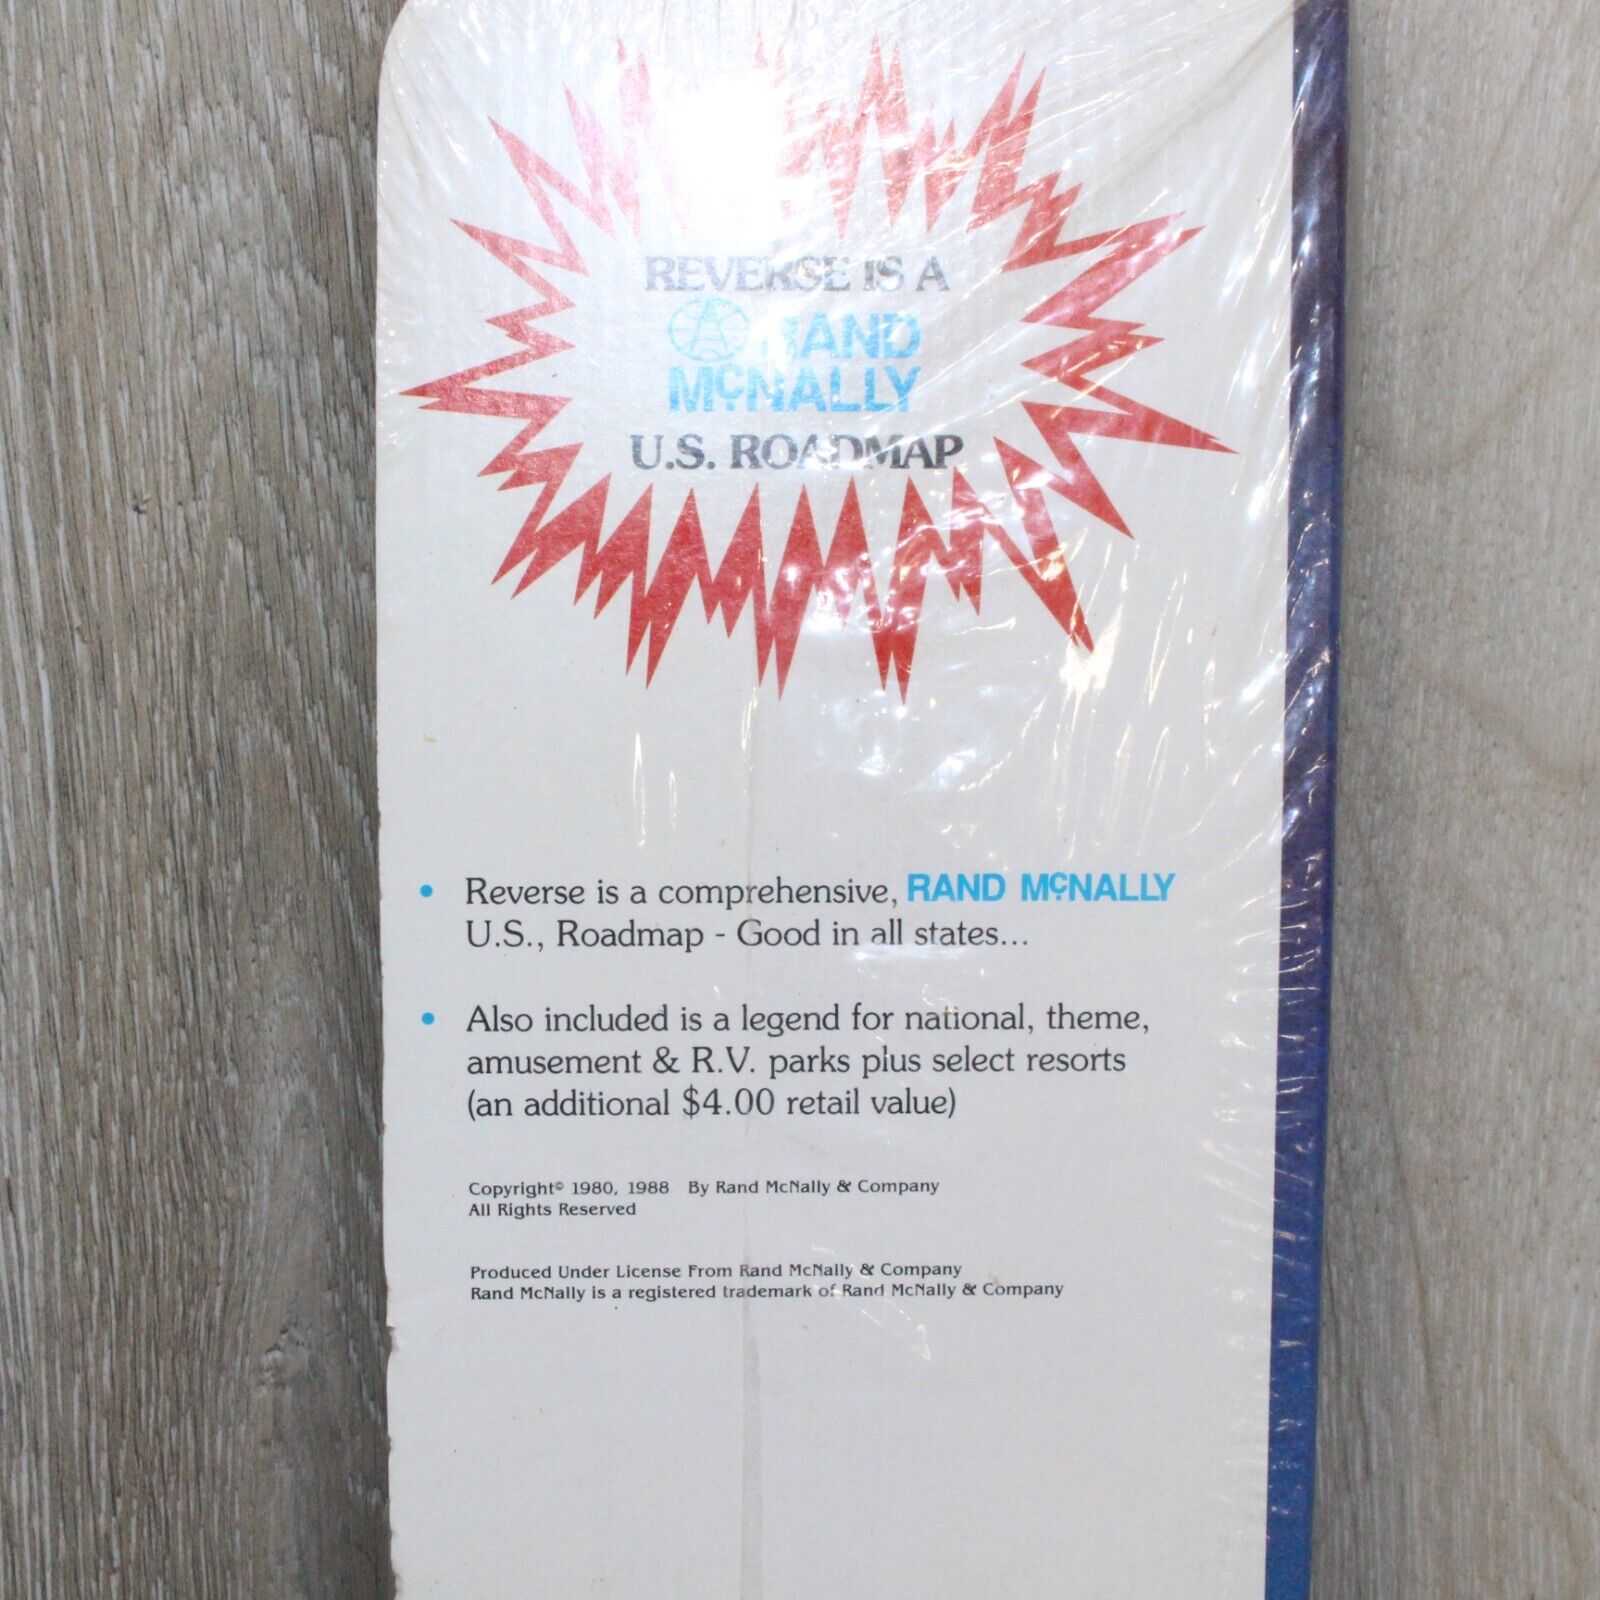 REVERSE IS A
RAND
McNALLY
U.S. ROADMAP
• Reverse is a comprehensive, RAND McNALLY
U.S., Roadmap - Good in all states...
• Also included is a legend for national, theme,
amusement & R.V. parks plus select resorts
(an additional $4.00 retail value)
Copyright© 1980, 1988 By Rand McNally & Company
All Rights Reserved
Produced Under License From Rand McNally & Company
Rand McNally is a registered trademark of Rand McNally & Company